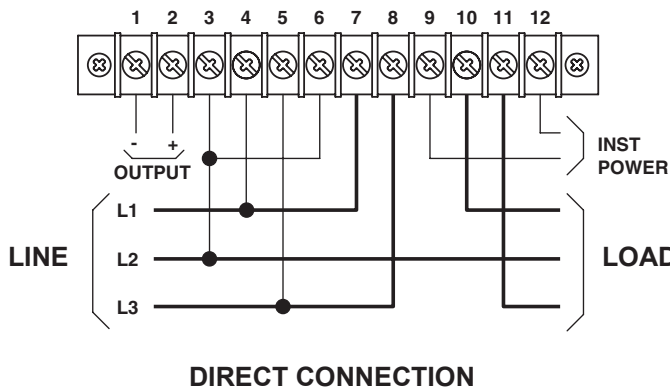 1 2 3 4 5 6 7 8 9 10 11 12
- +
OUTPUT
INST
POWER
L1
LINE
L2
LOAD
L3
DIRECT CONNECTION